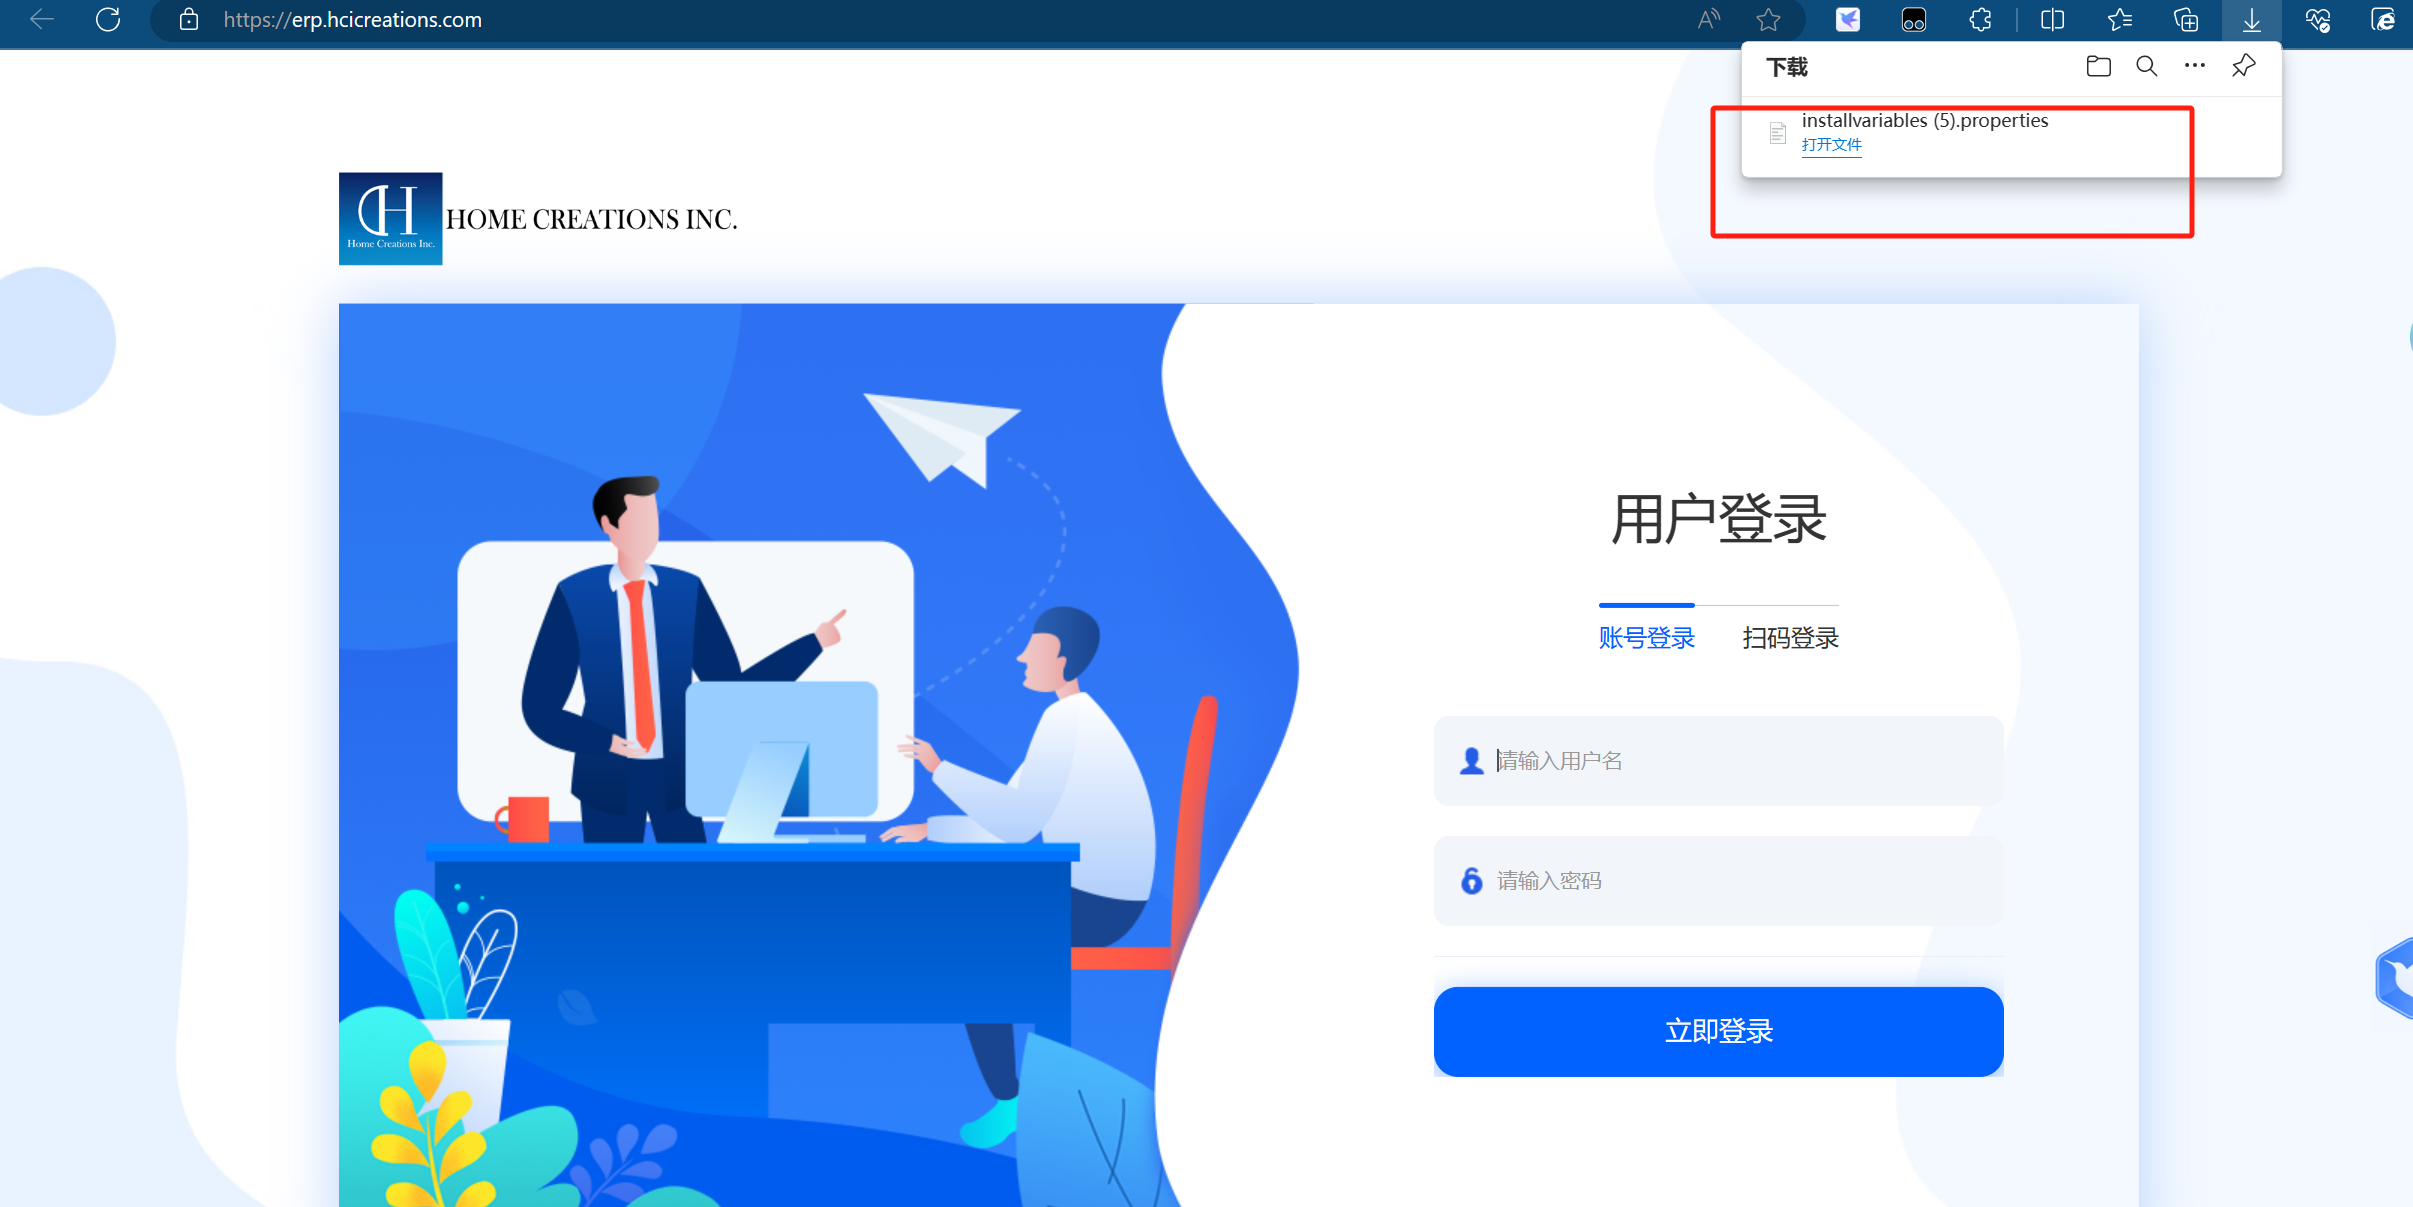 https://erp.hcicreations.com
下载
installvariables (5).properties
打开文件
CH
Home Creations Inc.
HOME CREATIONS INC.
用户登录
账号登录 扫码登录
请输入用户名
请输入密码
立即登录